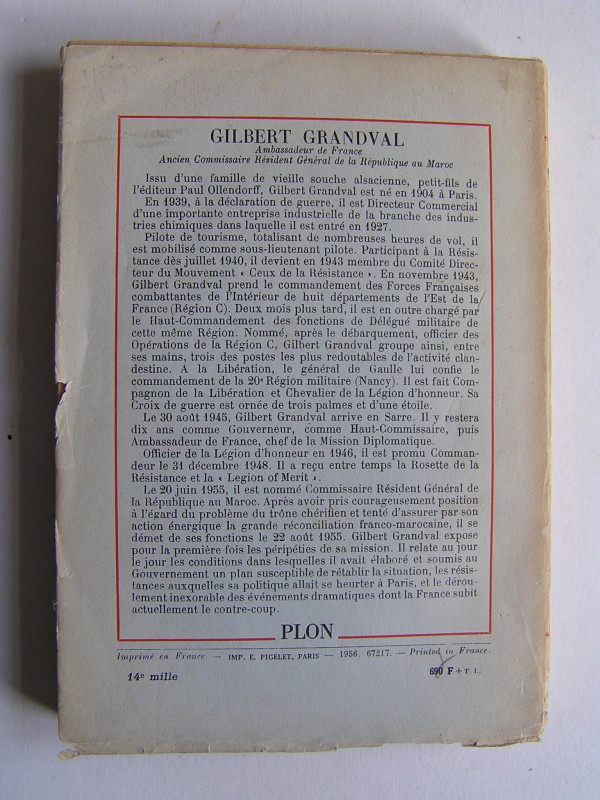 GILBERT GRANDVAL
Ambassadeur de France
Ancien Commissaire Résident Général de la République au Maroc
Issu d'une famille de vieille souche alsacienne, petit-fils de
l'éditeur Paul Ollendorff, Gilbert Grandval est né en 1904 à Paris.
En 1939, à la déclaration de guerre, il est Directeur Commercial
d'une importante entreprise industrielle de la branche des indus-
tries chimiques dans laquelle il est entré en 1927.
Pilote de tourisme, totalisant de nombreuses heures de vol, il
est mobilisé comme sous-lieutenant pilote. Participant à la Résis-
tance dès juillet 1940, il devient en 1943 membre du Comité Direc-
teur du Mouvement « Ceux de la Résistance ». En novembre 1943,
Gilbert Grandval prend le commandement des Forces Françaises
combattantes de l'Intérieur de huit départements de l'Est de la
France (Région C). Deux mois plus tard, il est en outre chargé par
le Haut-Commandement des fonctions de Délégué militaire de
cette même Région. Nommé, après le débarquement, officier des
Opérations de la Région C, Gilbert Grandval groupe ainsi, entre
ses mains, trois des postes les plus redoutables de l'activité clan-
destine. A la Libération, le général de Gaulle lui confie le
commandement de la 20e Région militaire (Nancy). Il est fait Com-
pagnon de la Libération et Chevalier de la Légion d'honneur. Sa
Croix de guerre est ornée de trois palmes et d'une étoile.
Le 30 août 1945, Gilbert Grandval arrive en Sarre. Il y restera
dix ans comme Gouverneur, comme Haut-Commissaire, puis
Ambassadeur de France, chef de la Mission Diplomatique.
Officier de la Légion d'honneur en 1946, il est promu Comman-
deur le 31 décembre 1948. Il a reçu entre temps la Rosette de la
Résistance et la « Legion of Merit ».
Le 20 juin 1955, il est nommé Commissaire Résident Général de
la République au Maroc. Après avoir pris courageusement position
à l'égard du problème du trône chérifien et tenté d'assurer par son
action énergique la grande réconciliation franco-marocaine, il se
démet de ses fonctions le 22 août 1955. Gilbert Grandval expose
pour la première fois les péripéties de sa mission. Il relate au jour
le jour les conditions dans lesquelles il avait élaboré et soumis au
Gouvernement un plan susceptible de rétablir la situation, les résis-
tances auxquelles sa politique allait se heurter à Paris, et le dérou-
lement inexorable des événements dramatiques dont la France subit
actuellement le contre-coup.
PLON
Imprimé en France. — IMP. E. PIGELET, PARIS — 1956. 67217. — Printed in France.
14e mille
690 F + T. L.